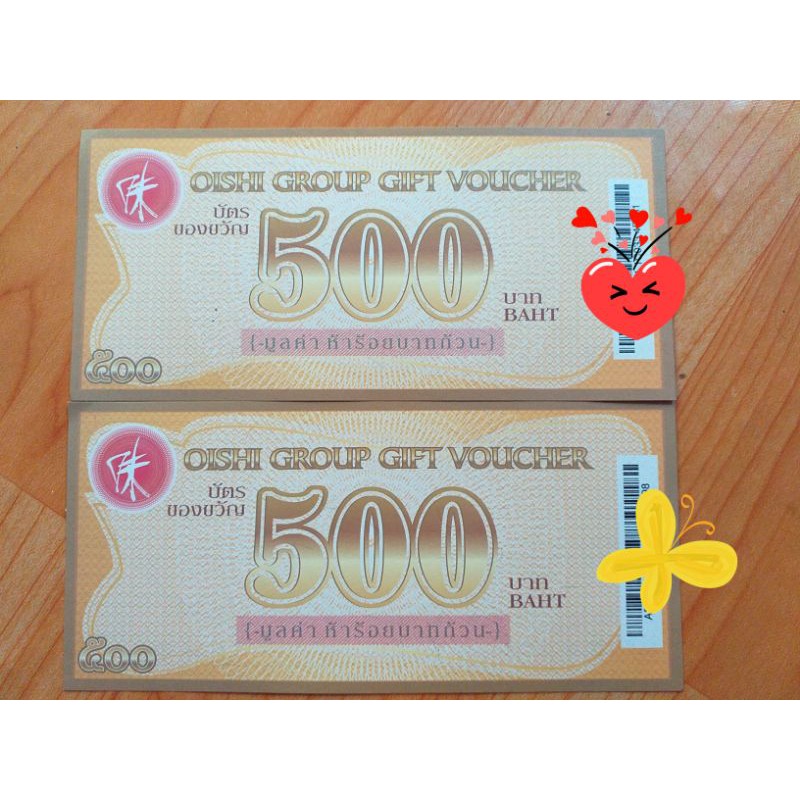 OISHI GROUP GIFT VOUCHER
บัตร
ของขวัญ
500
บาท
BAHT
{-มูลค่า ห้าร้อยบาทถ้วน-}
๕๐๐
OISHI GROUP GIFT VOUCHER
บัตร
ของขวัญ
500
บาท
BAHT
{-มูลค่า ห้าร้อยบาทถ้วน-}
๕๐๐